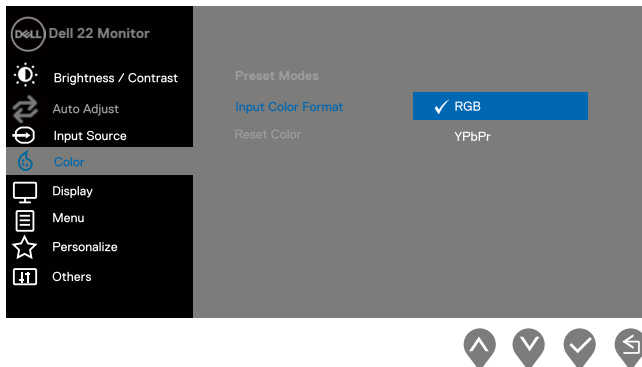 DELL Dell 22 Monitor
Brightness / Contrast
Auto Adjust
Input Source
Color
Display
Menu
Personalize
Others
Preset Modes
Input Color Format
RGB
Reset Color
YPbPr